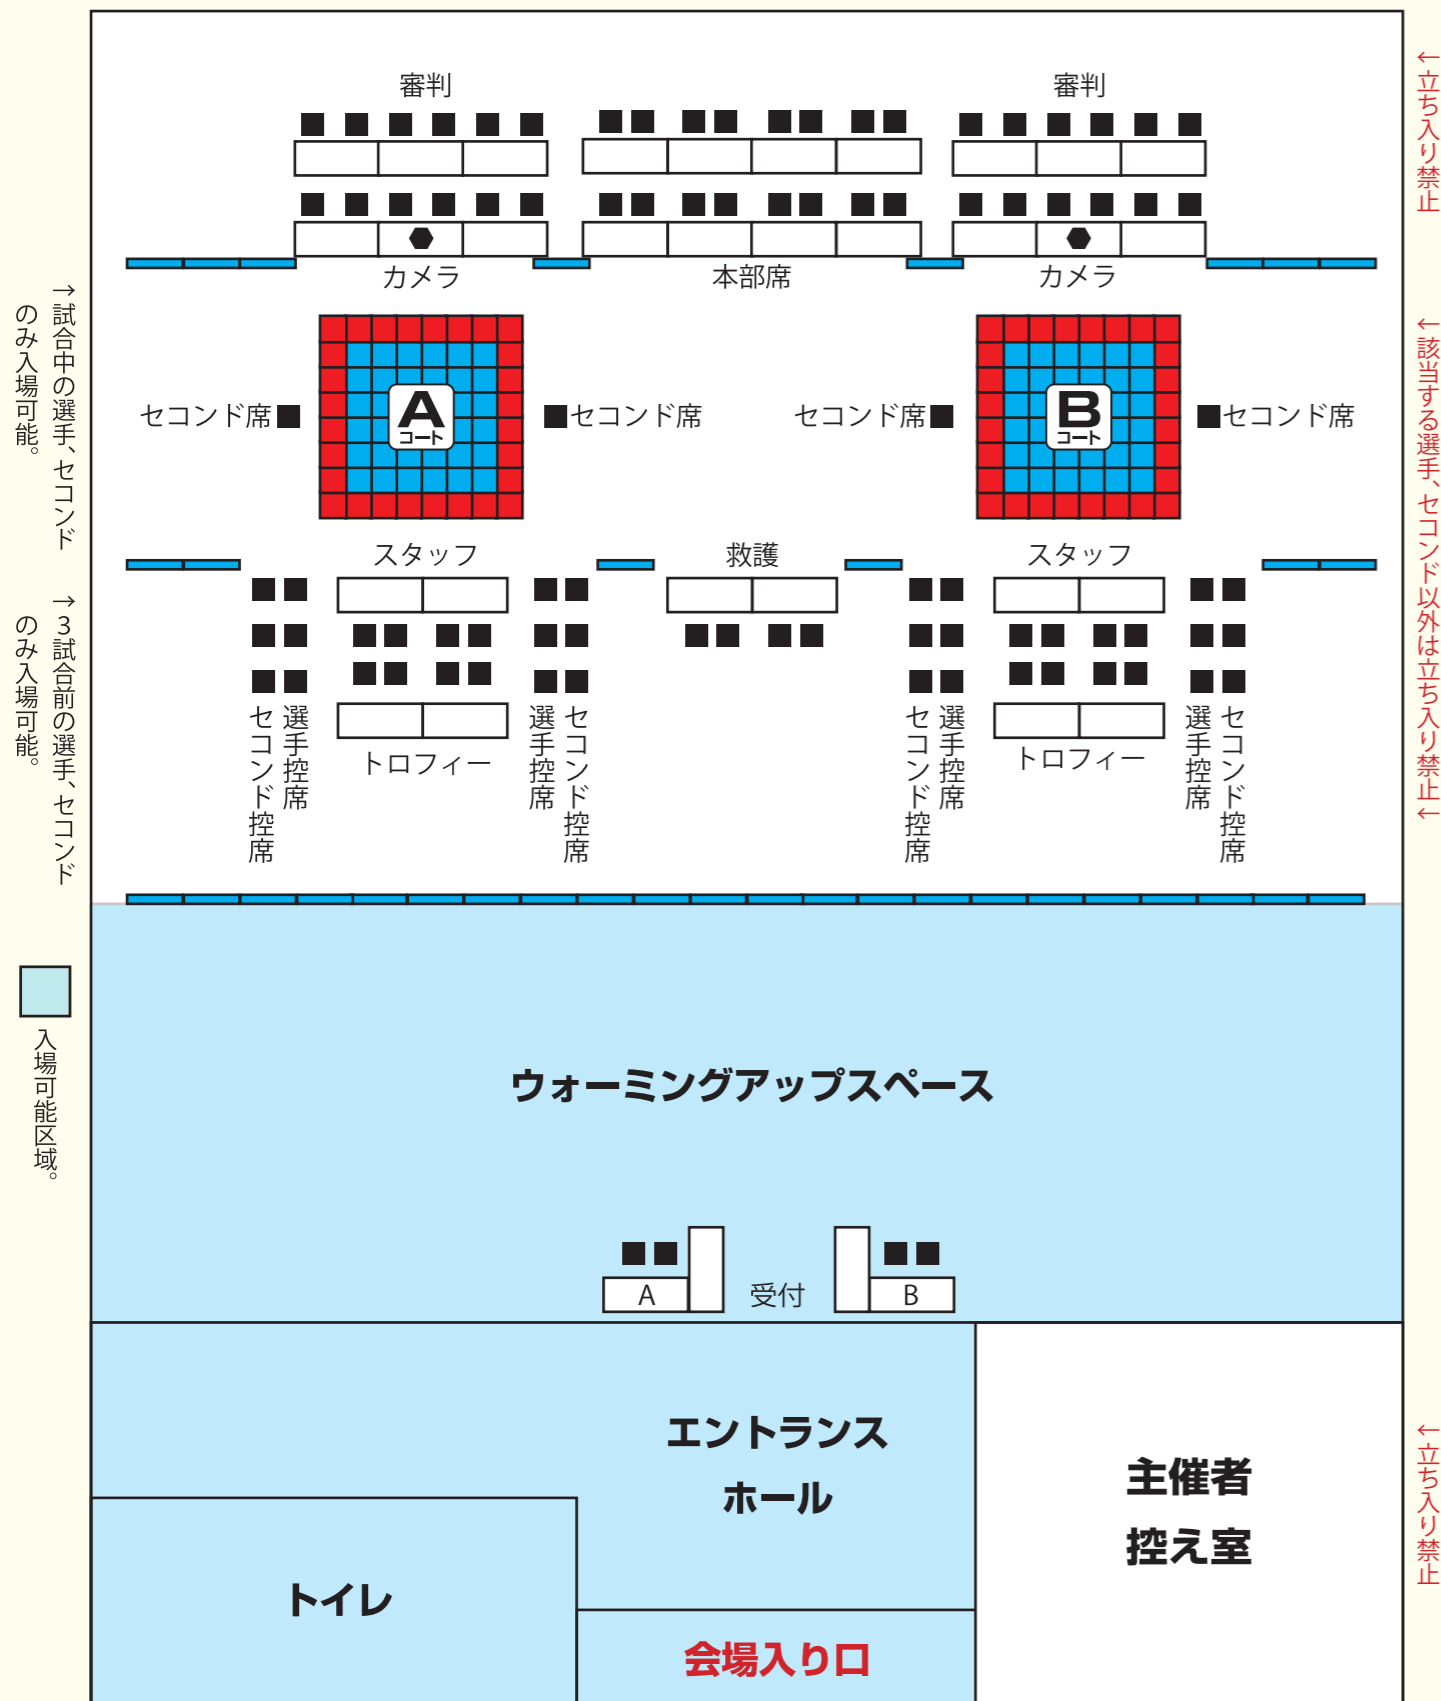 審判
審判
↑立ち入り禁止
カメラ
本部席
カメラ
→試合中の選手、セコンド
のみ入場可能。
↑該当する選手、セコンド以外は立ち入り禁止↓
セコンド席
A
コート
セコンド席
セコンド席
B
コート
セコンド席
スタッフ
救護
スタッフ
→3試合前の選手、セコンド
のみ入場可能。
セコンド控席
選手控席
トロフィー
選手控席
セコンド控席
セコンド控席
選手控席
トロフィー
選手控席
セコンド控席
入場可能区域。
ウォーミングアップスペース
A
受付
B
エントランス
ホール
主催者
控え室
↑立ち入り禁止
トイレ
会場入り口